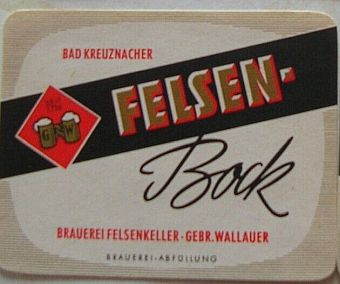 BAD KREUZNACHER
FELSEN-
Bock
G W
BRAUEREI FELSENKELLER · GEBR. WALLAUER
BRAUEREI-ABFÜLLUNG